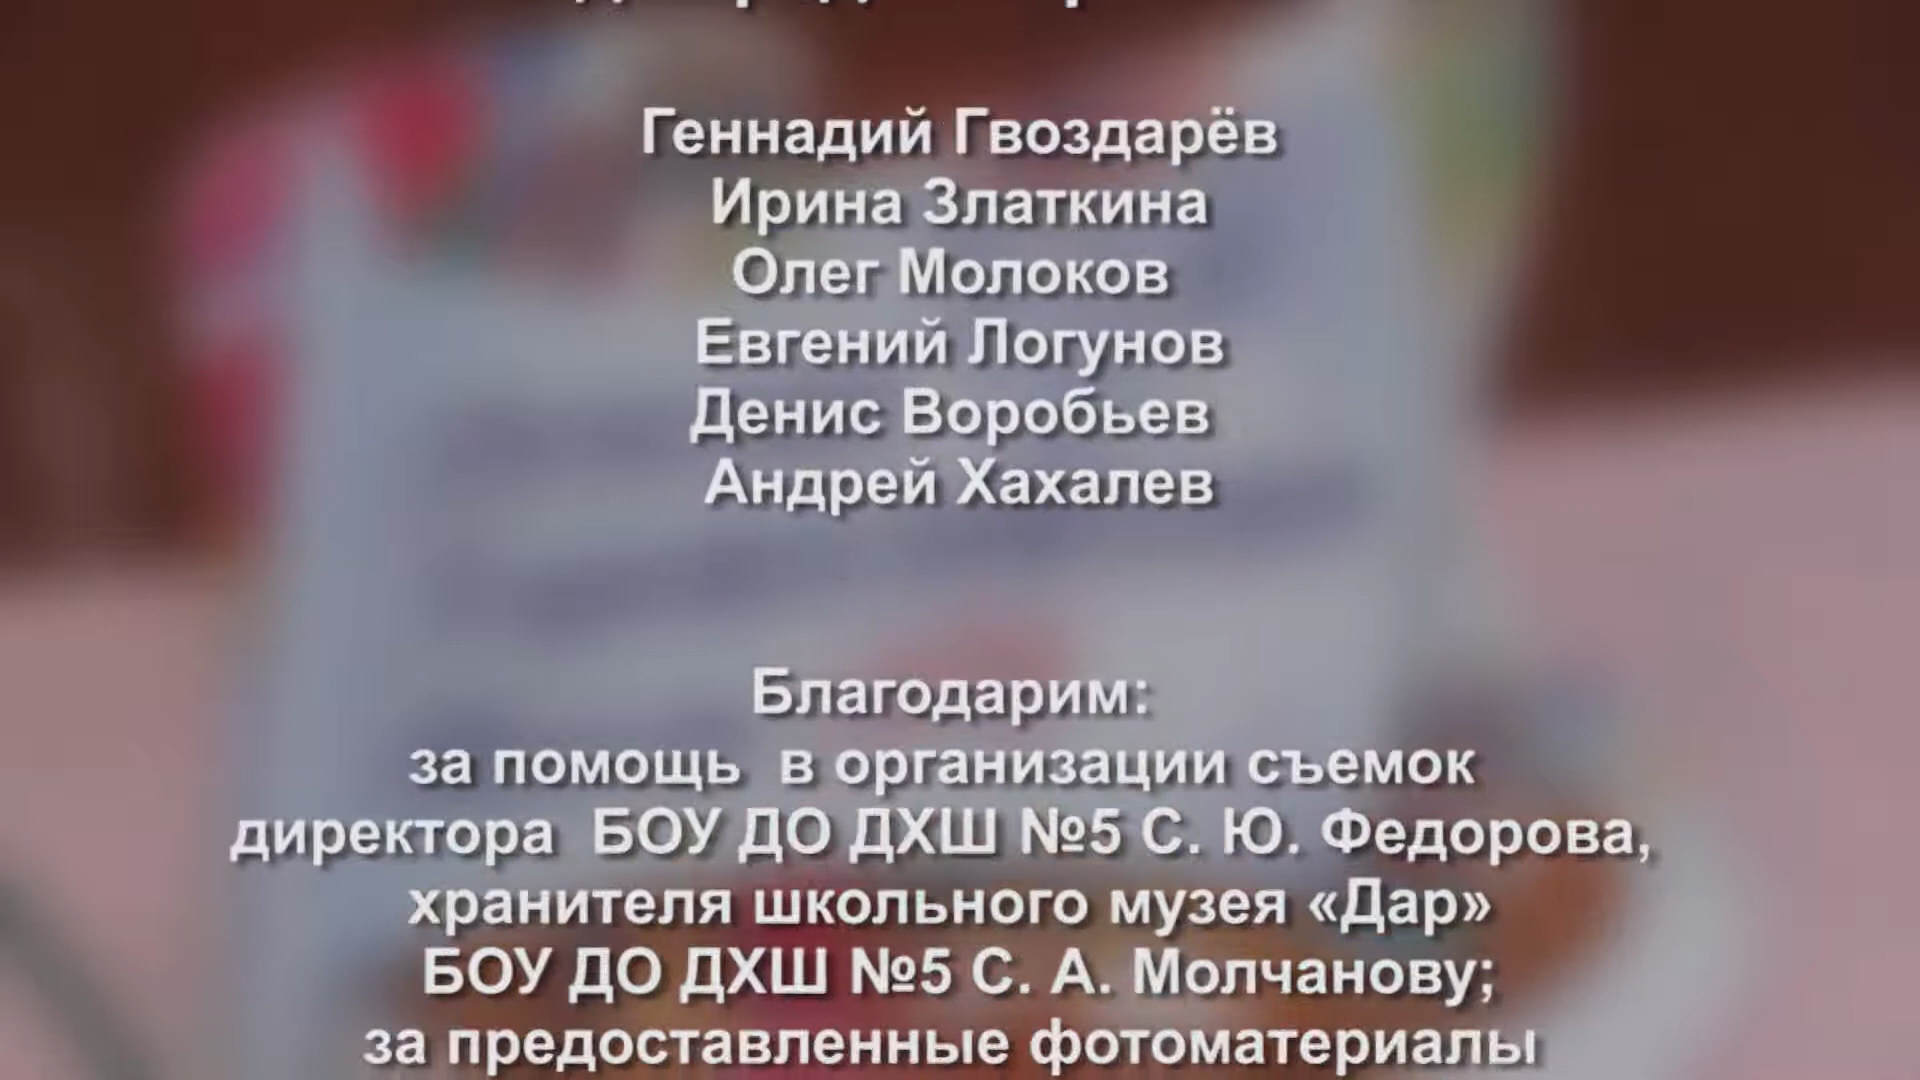 Геннадий Гвоздарёв
Ирина Златкина
Олег Молоков
Евгений Логунов
Денис Воробьев
Андрей Хахалев
Благодарим:
за помощь в организации съемок
директора БОУ ДО ДХШ №5 С. Ю. Федорова,
хранителя школьного музея «Дар»
БОУ ДО ДХШ №5 С. А. Молчанову;
за предоставленные фотоматериалы